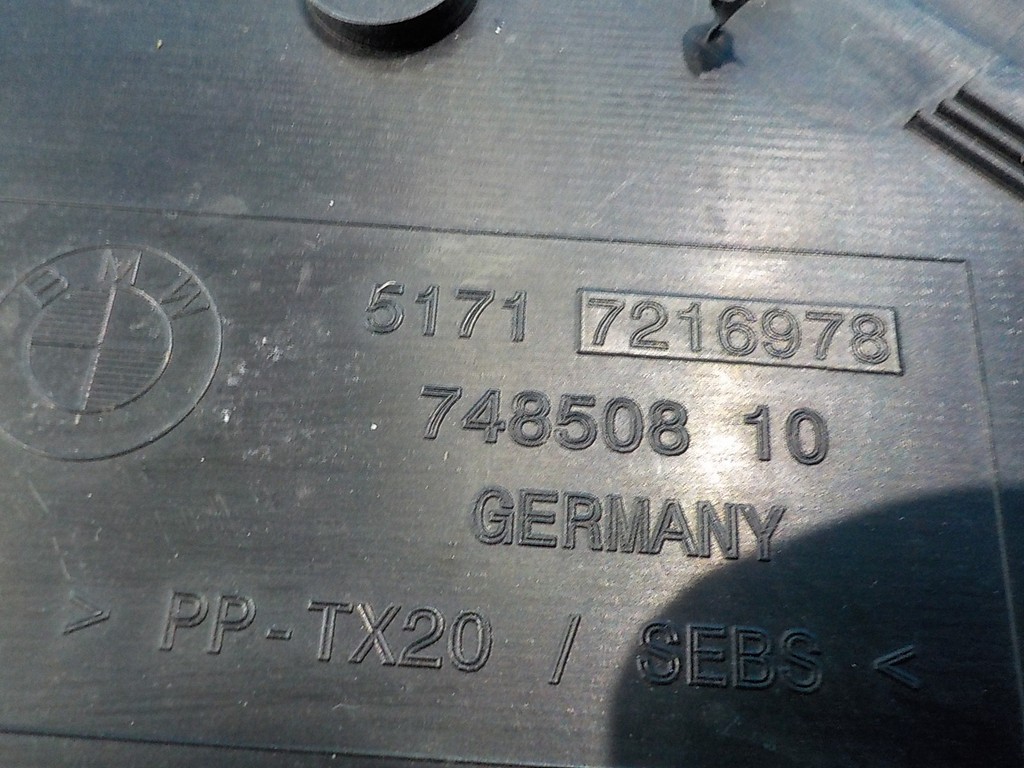 BMW
5171 7216978
748508 10
GERMANY
> PP-TX20 / SEBS <